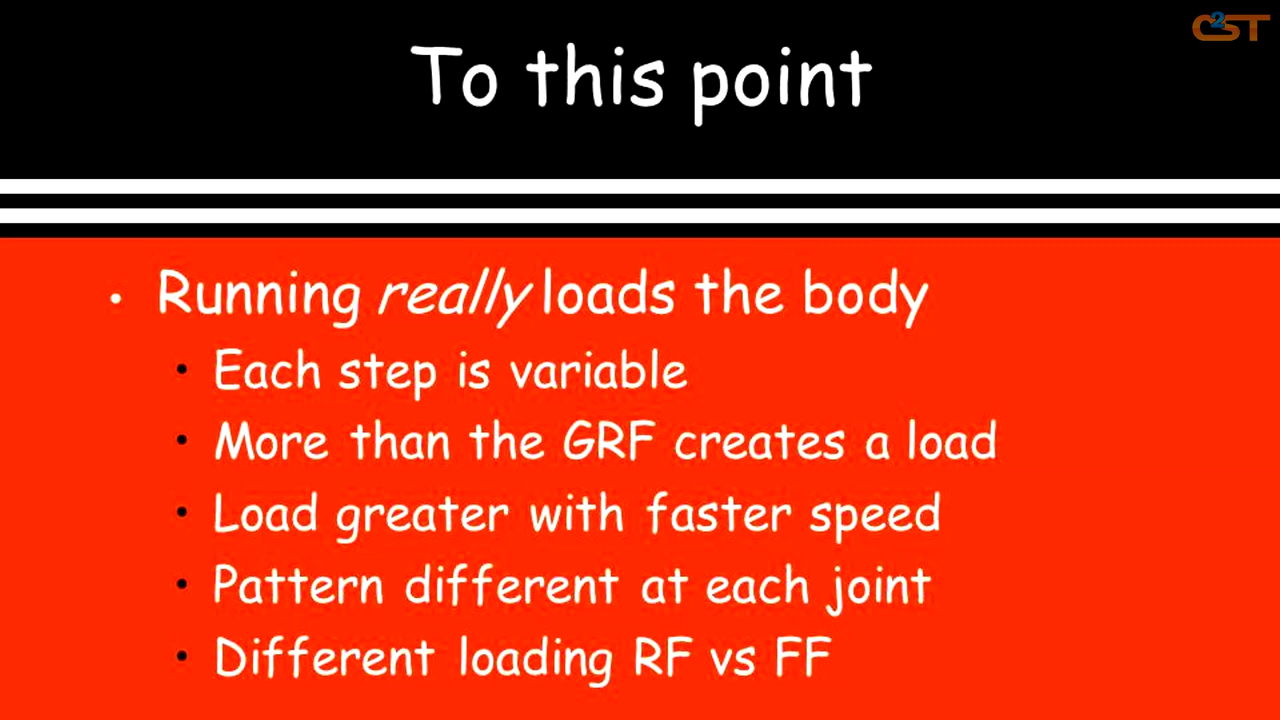 C2ST
To this point
• Running really loads the body
• Each step is variable
• More than the GRF creates a load
• Load greater with faster speed
• Pattern different at each joint
• Different loading RF vs FF